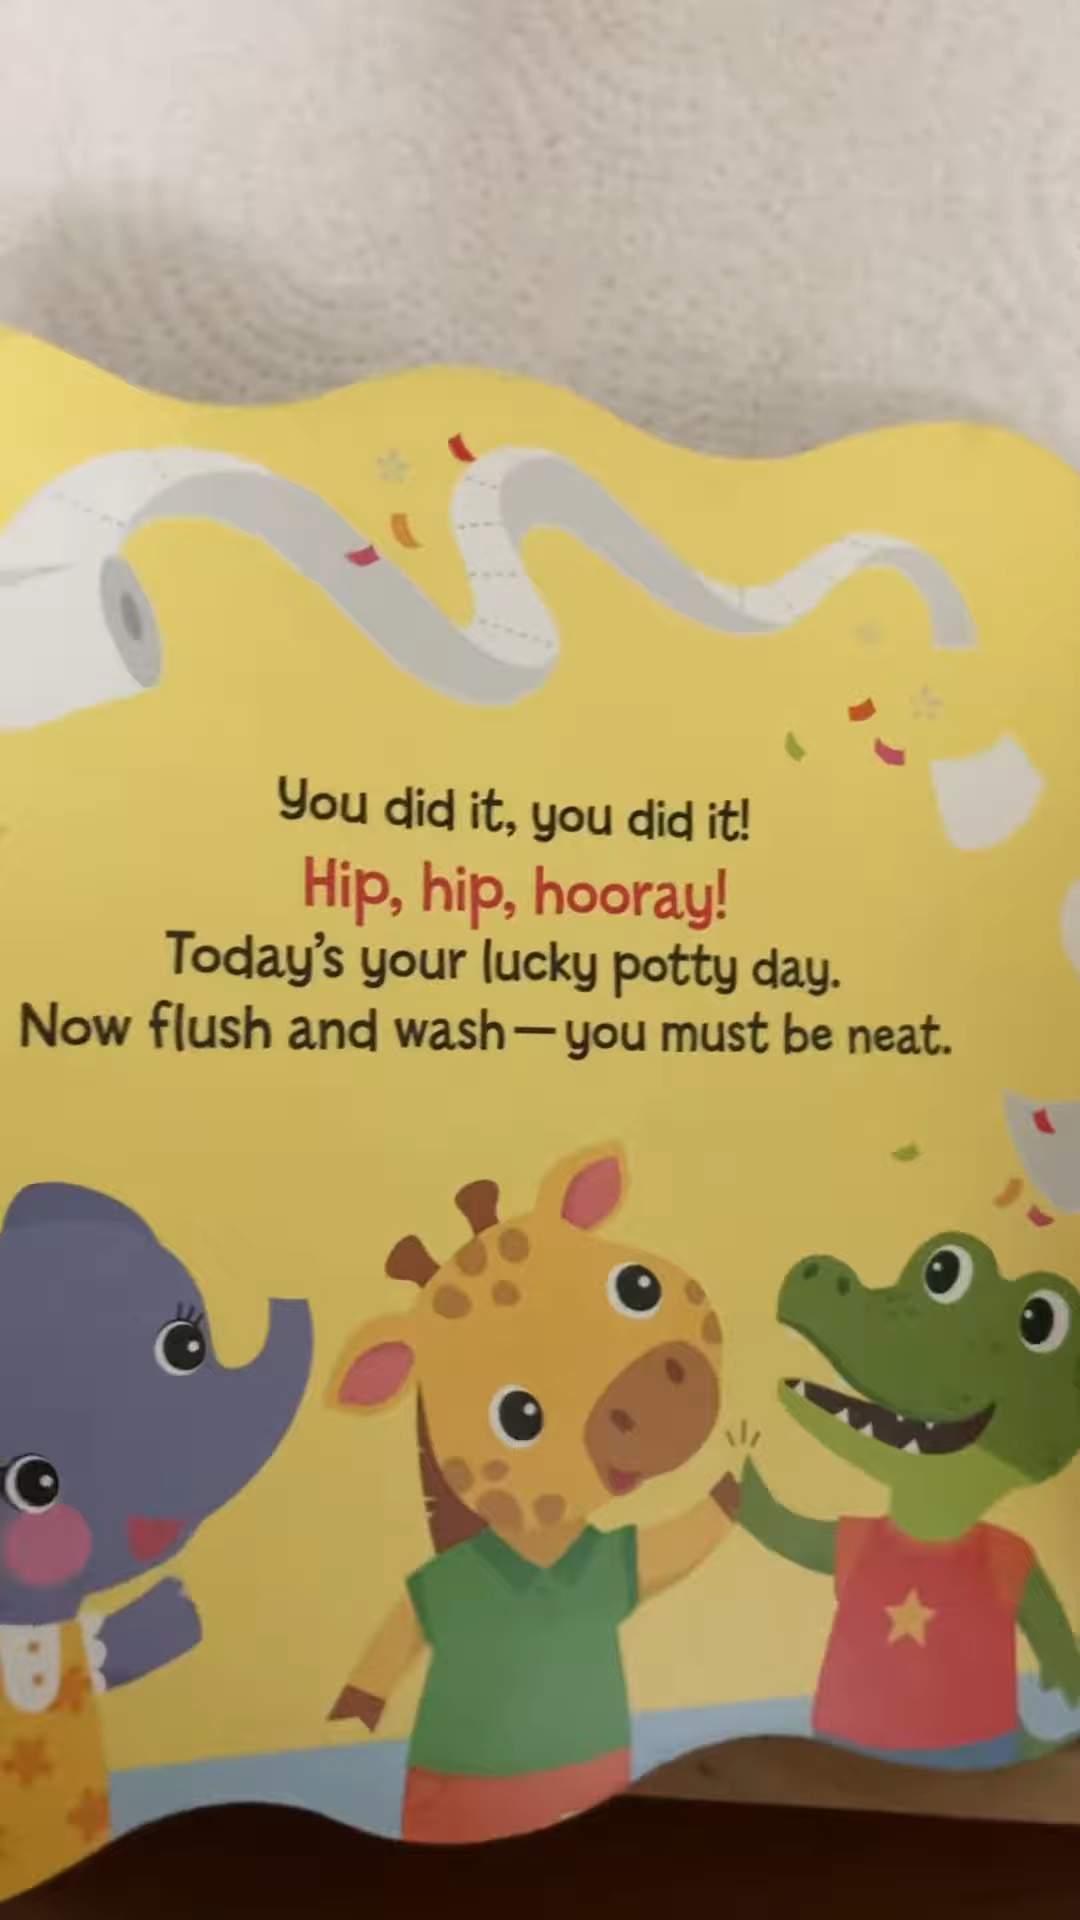 You did it, you did it!
Hip, hip, hooray!
Today's your lucky potty day.
Now flush and wash—you must be neat.